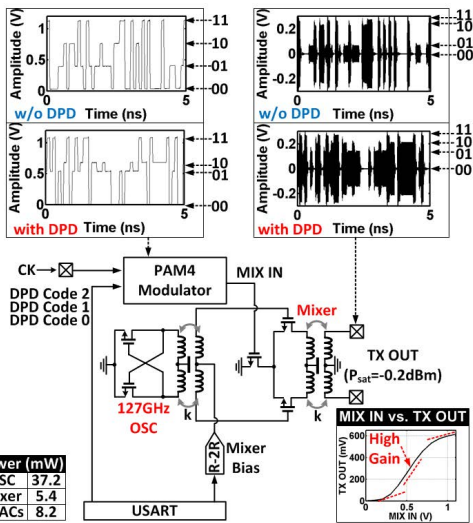 Amplitude (V)
1
0.5
0
0
5
11
10
01
00
w/o DPD Time (ns)
Amplitude (V)
0.2
0
-0.2
0
5
11
10
01
00
w/o DPD Time (ns)
Amplitude (V)
1
0.5
0
0
5
11
10
01
00
with DPD Time (ns)
Amplitude (V)
0.2
0
-0.2
0
5
11
10
01
00
with DPD Time (ns)
CK
PAM4
Modulator
MIX IN
DPD Code 2
DPD Code 1
DPD Code 0
Mixer
TX OUT
(Psat=-0.2dBm)
127GHz
OSC
k
k
R-2R
Mixer
Bias
USART
wer (mW)
SC 37.2
xer 5.4
ACs 8.2
MIX IN vs. TX OUT
TX OUT (mV)
600
400
200
0
High
Gain
0
0.5
1
MIX IN (V)